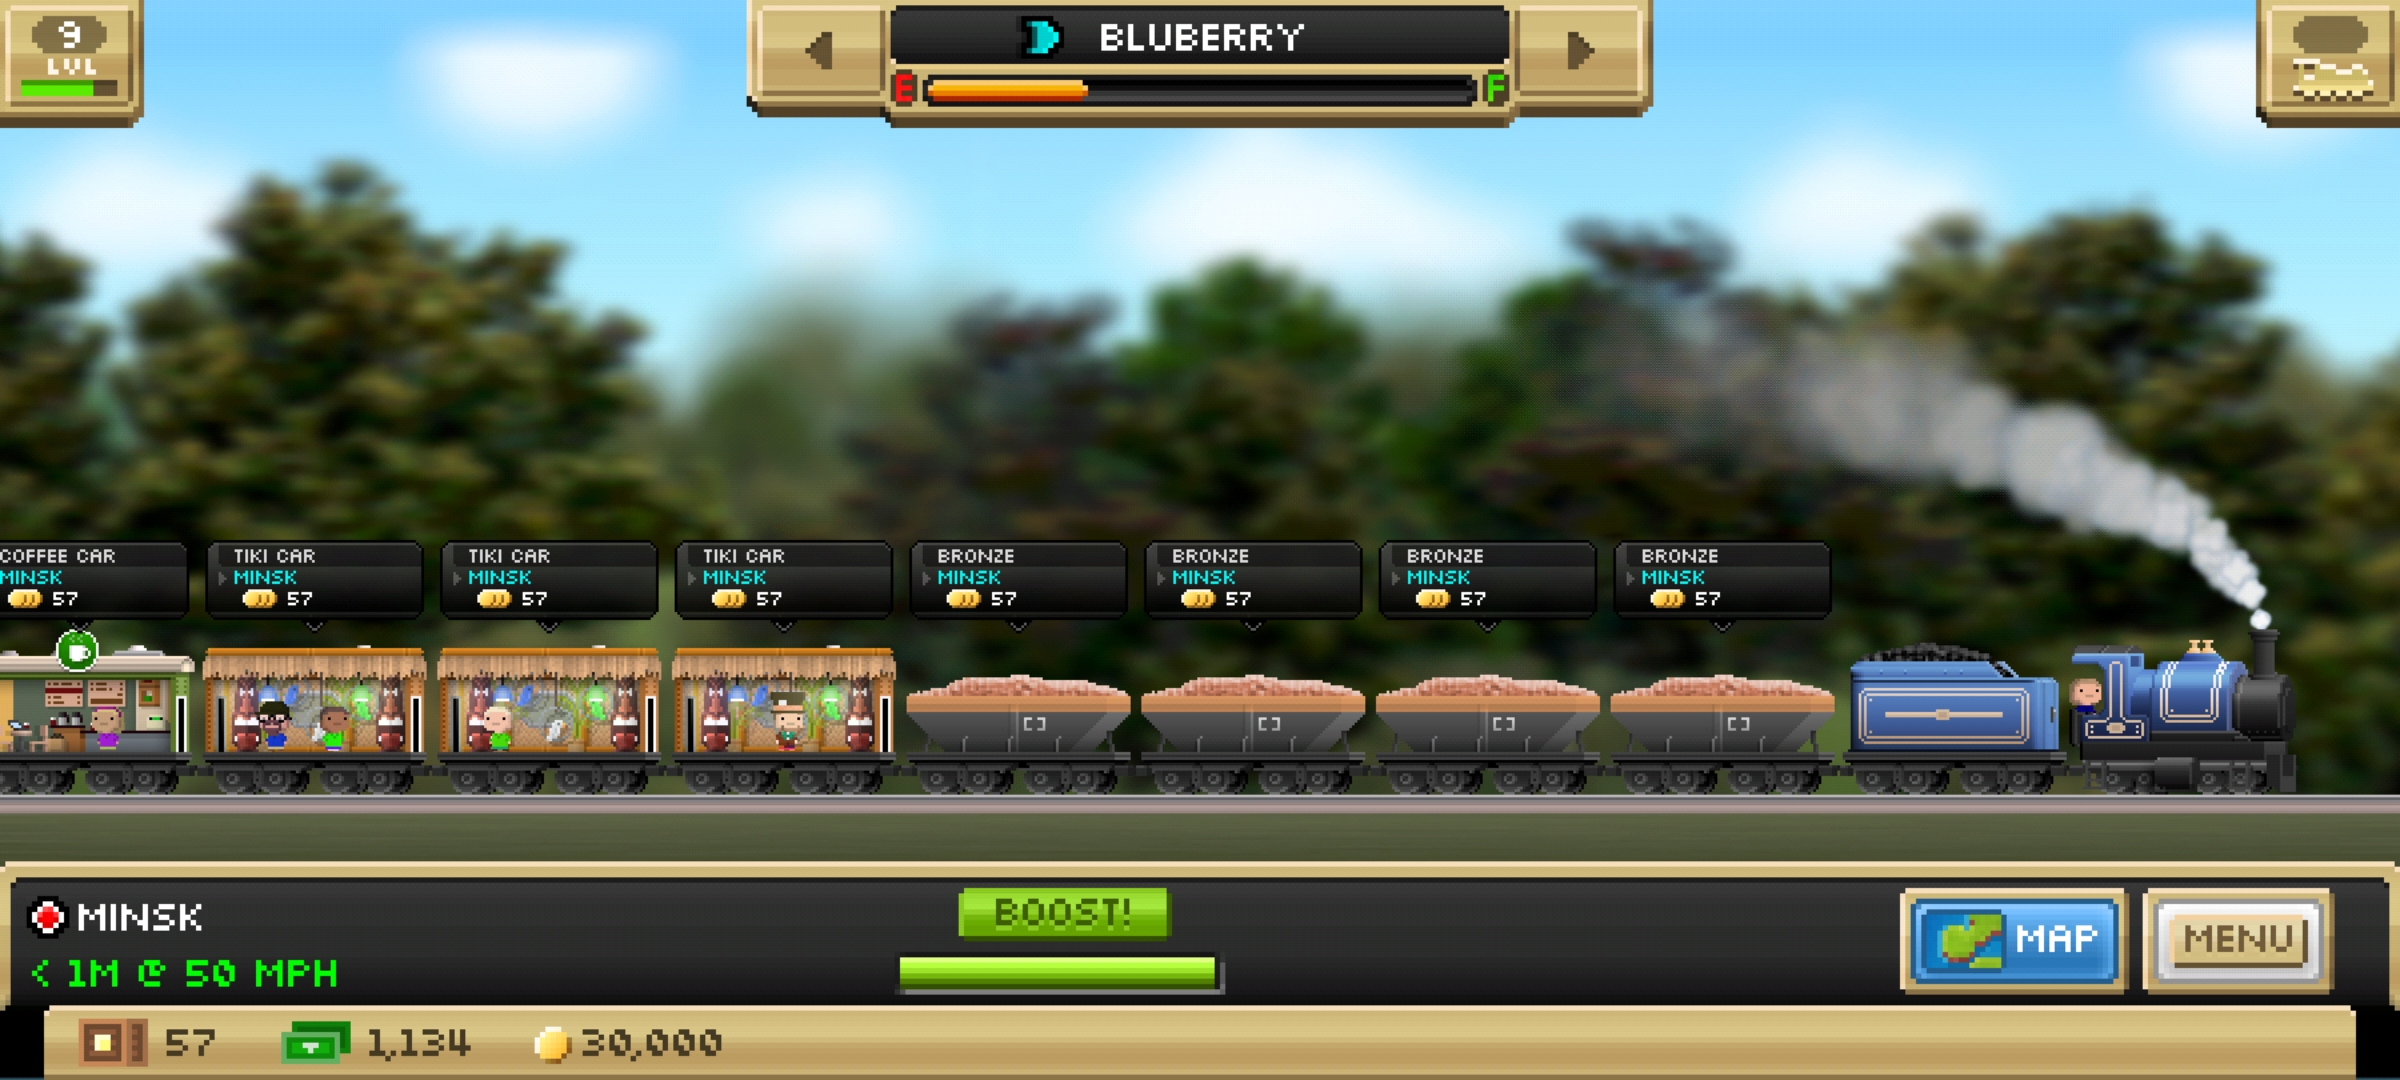 9
LVL
BLUBERRY
E F
COFFEE CAR
MINSK
57
TIKI CAR
MINSK
57
TIKI CAR
MINSK
57
TIKI CAR
MINSK
57
BRONZE
MINSK
57
BRONZE
MINSK
57
BRONZE
MINSK
57
BRONZE
MINSK
57
MINSK
< 1M @ 50 MPH
BOOST!
MAP
MENU
57 1,134 30,000